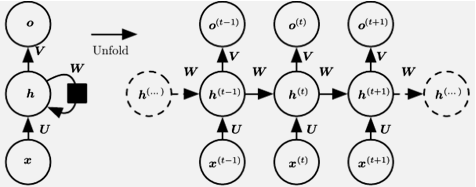 o o^(t−1) o^(t) o^(t+1)
V V V V
Unfold
W W W W W
h h^(...) h^(t−1) h^(t) h^(t+1) h^(...)
U U U U
x x^(t−1) x^(t) x^(t+1)